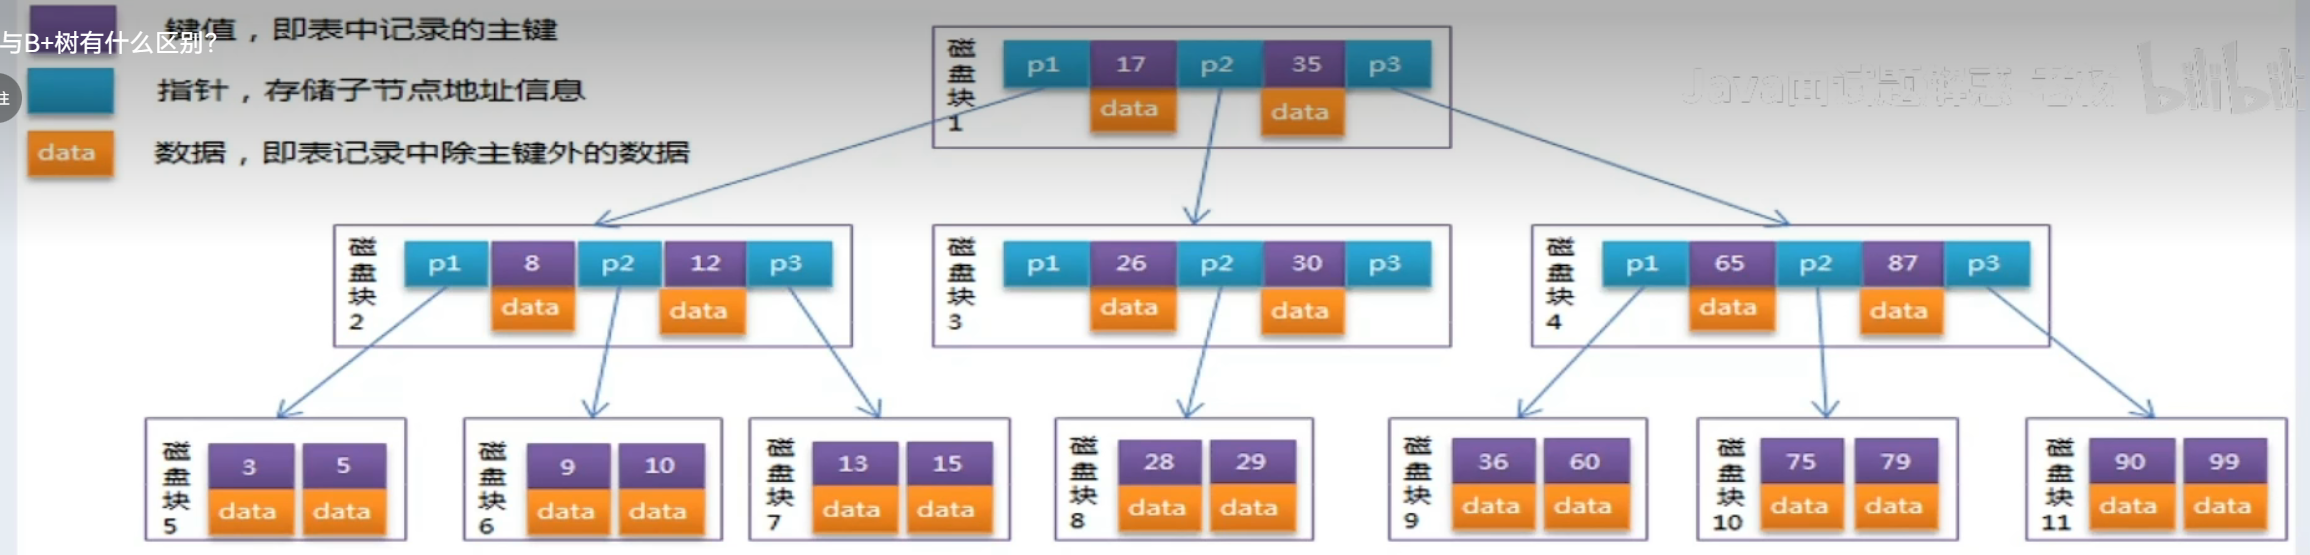 键值，即表中记录的主键
与B+树有什么区别？
指针，存储子节点地址信息
data 数据，即表记录中除主键外的数据
磁盘块1 p1 17 p2 35 p3
data data
Java面试题 bilibili
磁盘块2 p1 8 p2 12 p3
data data
磁盘块3 p1 26 p2 30 p3
data data
磁盘块4 p1 65 p2 87 p3
data data
磁盘块5 3 5
data data
磁盘块6 9 10
data data
磁盘块7 13 15
data data
磁盘块8 28 29
data data
磁盘块9 36 60
data data
磁盘块10 75 79
data data
磁盘块11 90 99
data data